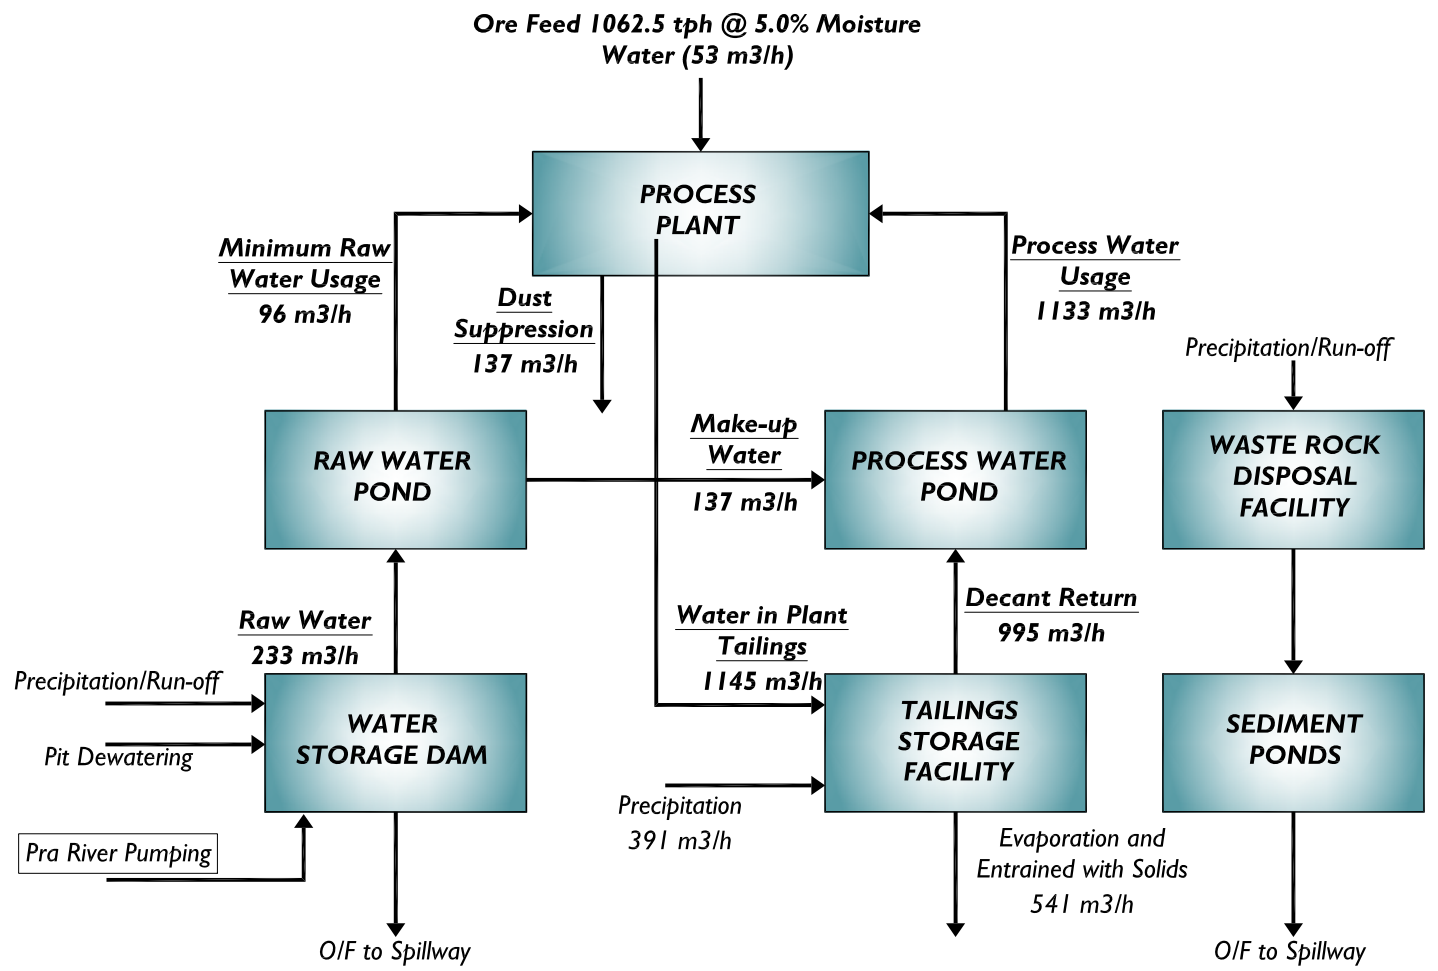 Ore Feed 1062.5 tph @ 5.0% Moisture
Water (53 m3/h)
PROCESS
PLANT
Minimum Raw
Water Usage
96 m3/h
Process Water
Usage
1133 m3/h
Dust
Suppression
137 m3/h
Precipitation/Run-off
RAW WATER
POND
Make-up
Water
137 m3/h
PROCESS WATER
POND
WASTE ROCK
DISPOSAL
FACILITY
Raw Water
233 m3/h
Water in Plant
Tailings
1145 m3/h
Decant Return
995 m3/h
Precipitation/Run-off
Pit Dewatering
WATER
STORAGE DAM
TAILINGS
STORAGE
FACILITY
SEDIMENT
PONDS
Precipitation
391 m3/h
Pra River Pumping
Evaporation and
Entrained with Solids
541 m3/h
O/F to Spillway
O/F to Spillway